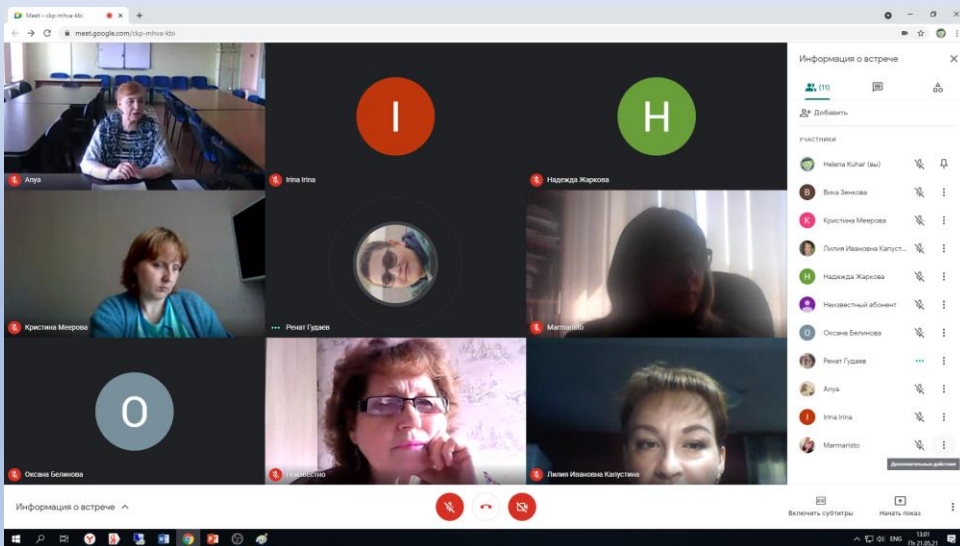 Meet – ckp-mhva-kbi
meet.google.com/ckp-mhva-kbi
Информация о встрече
(11)
Добавить
УЧАСТНИКИ
Helena Kuhar (вы)
В Вика Зенкова
К Кристина Меерова
Лилия Ивановна Капуст...
Н Надежда Жаркова
Неизвестный абонент
О Оксана Белинова
Ренат Гудаев
Anya
I Irina Irina
Marmaristo
Дополнительные действия
Anya
I
Irina Irina
Н
Надежда Жаркова
Кристина Меерова
Ренат Гудаев
Marmaristo
О
Оксана Белинова
Неизвестно
Лилия Ивановна Капустина
Информация о встрече
Включить субтитры
Начать показ
ENG
13:01
Пт 21.05.21